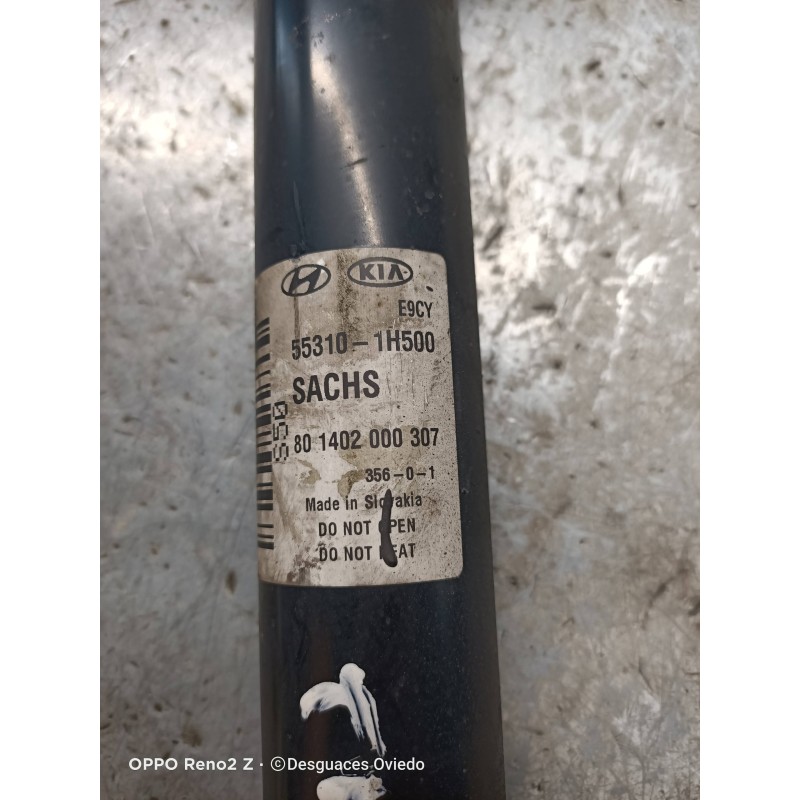 KIA
E9CY
55310-1H500
SACHS
S50
80 1402 000 307
356-0-1
Made in Slovakia
DO NOT OPEN
DO NOT HEAT
OPPO Reno2 Z · ©Desguaces Oviedo